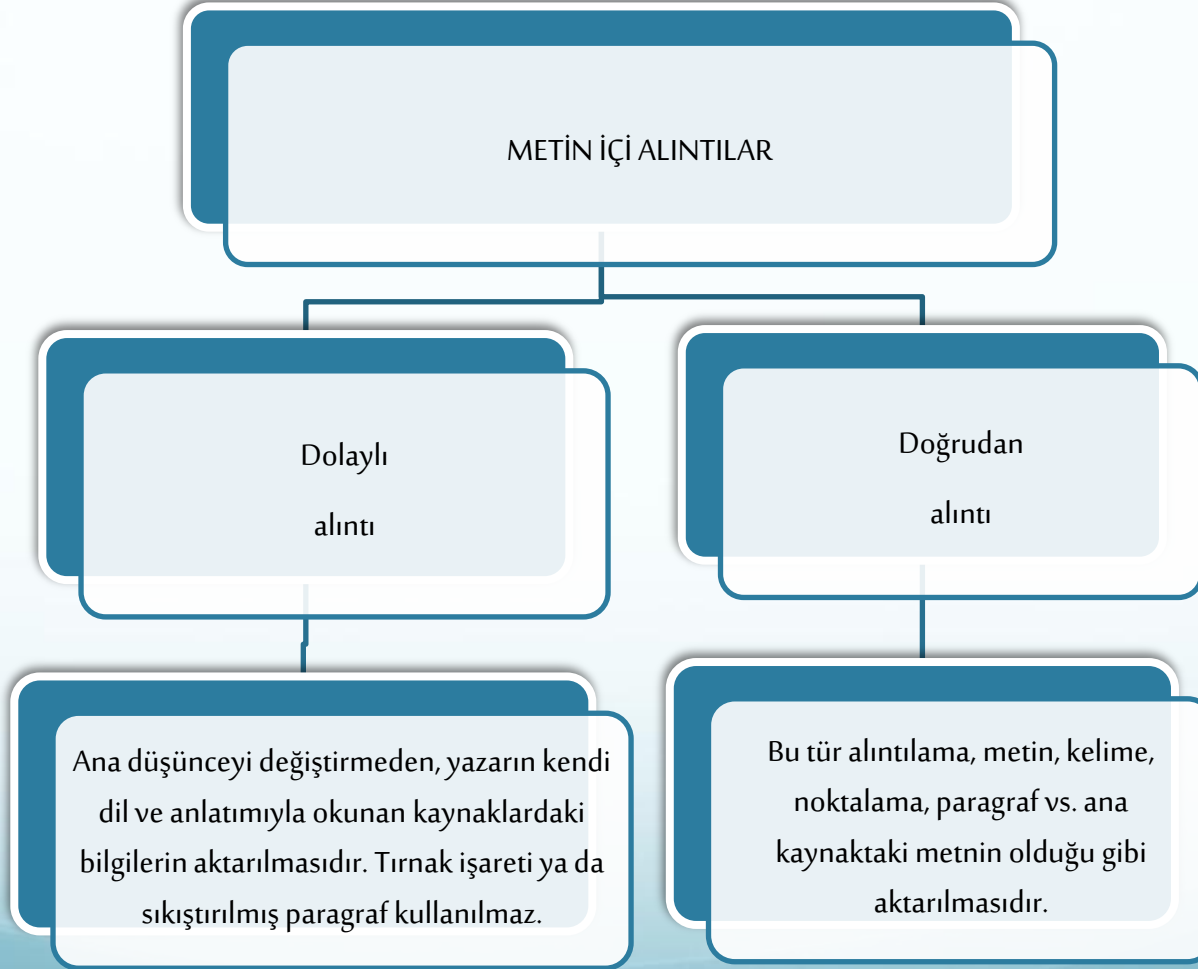 METİN İÇİ ALINTILAR
Dolaylı
alıntı
Ana düşünceyi değiştirmeden, yazarın kendi
dil ve anlatımıyla okunan kaynaklardaki
bilgilerin aktarılmasıdır. Tırnak işareti ya da
sıkıştırılmış paragraf kullanılmaz.
Doğrudan
alıntı
Bu tür alıntılama, metin, kelime,
noktalama, paragraf vs. ana
kaynaktaki metnin olduğu gibi
aktarılmasıdır.